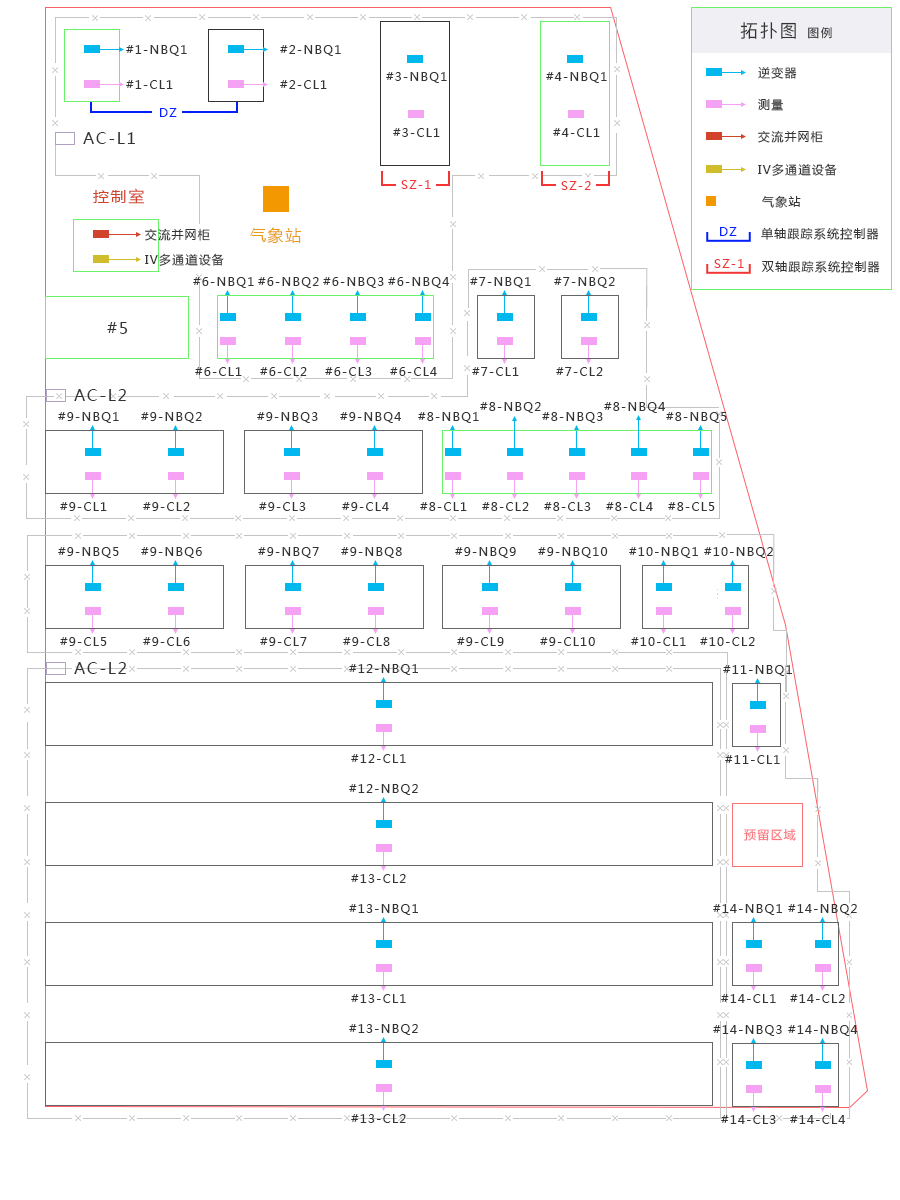 拓扑图 图例
逆变器
测量
交流并网柜
IV多通道设备
气象站
DZ 单轴跟踪系统控制器
SZ-1 双轴跟踪系统控制器
#1-NBQ1 #2-NBQ1
#3-NBQ1 #4-NBQ1
#1-CL1 #2-CL1
DZ
#3-CL1 #4-CL1
AC-L1
SZ-1 SZ-2
控制室
气象站
交流并网柜
IV多通道设备
#6-NBQ1 #6-NBQ2 #6-NBQ3 #6-NBQ4 #7-NBQ1 #7-NBQ2
#5
#6-CL1 #6-CL2 #6-CL3 #6-CL4 #7-CL1 #7-CL2
AC-L2
#8-NBQ2 #8-NBQ4
#9-NBQ1 #9-NBQ2 #9-NBQ3 #9-NBQ4 #8-NBQ1 #8-NBQ3 #8-NBQ5
#9-CL1 #9-CL2 #9-CL3 #9-CL4 #8-CL1 #8-CL2 #8-CL3 #8-CL4 #8-CL5
#9-NBQ5 #9-NBQ6 #9-NBQ7 #9-NBQ8 #9-NBQ9 #9-NBQ10 #10-NBQ1 #10-NBQ2
#9-CL5 #9-CL6 #9-CL7 #9-CL8 #9-CL9 #9-CL10 #10-CL1 #10-CL2
AC-L2 #12-NBQ1 #11-NBQ1
#12-CL1 #11-CL1
#12-NBQ2
预留区域
#13-CL2
#13-NBQ1 #14-NBQ1 #14-NBQ2
#13-CL1 #14-CL1 #14-CL2
#13-NBQ2 #14-NBQ3 #14-NBQ4
#13-CL2 #14-CL3 #14-CL4